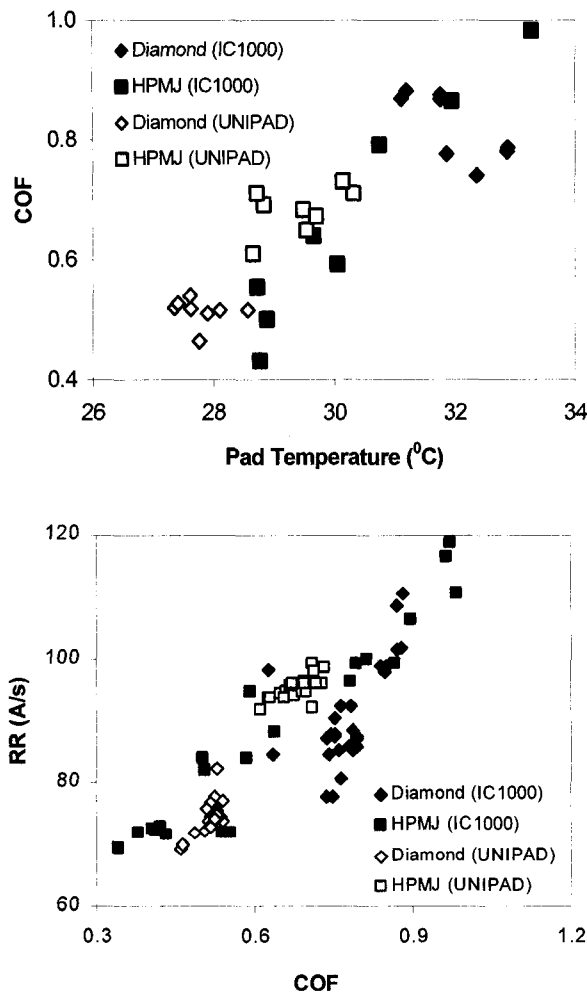 1.0
◆ Diamond (IC1000)
■ HPMJ (IC1000)
◇ Diamond (UNIPAD)
□ HPMJ (UNIPAD)
0.8
COF
0.6
0.4
26 28 30 32 34
Pad Temperature (⁰C)
120
100
RR (A/s)
80
◆ Diamond (IC1000)
■ HPMJ (IC1000)
◇ Diamond (UNIPAD)
□ HPMJ (UNIPAD)
60
0.3 0.6 0.9 1.2
COF